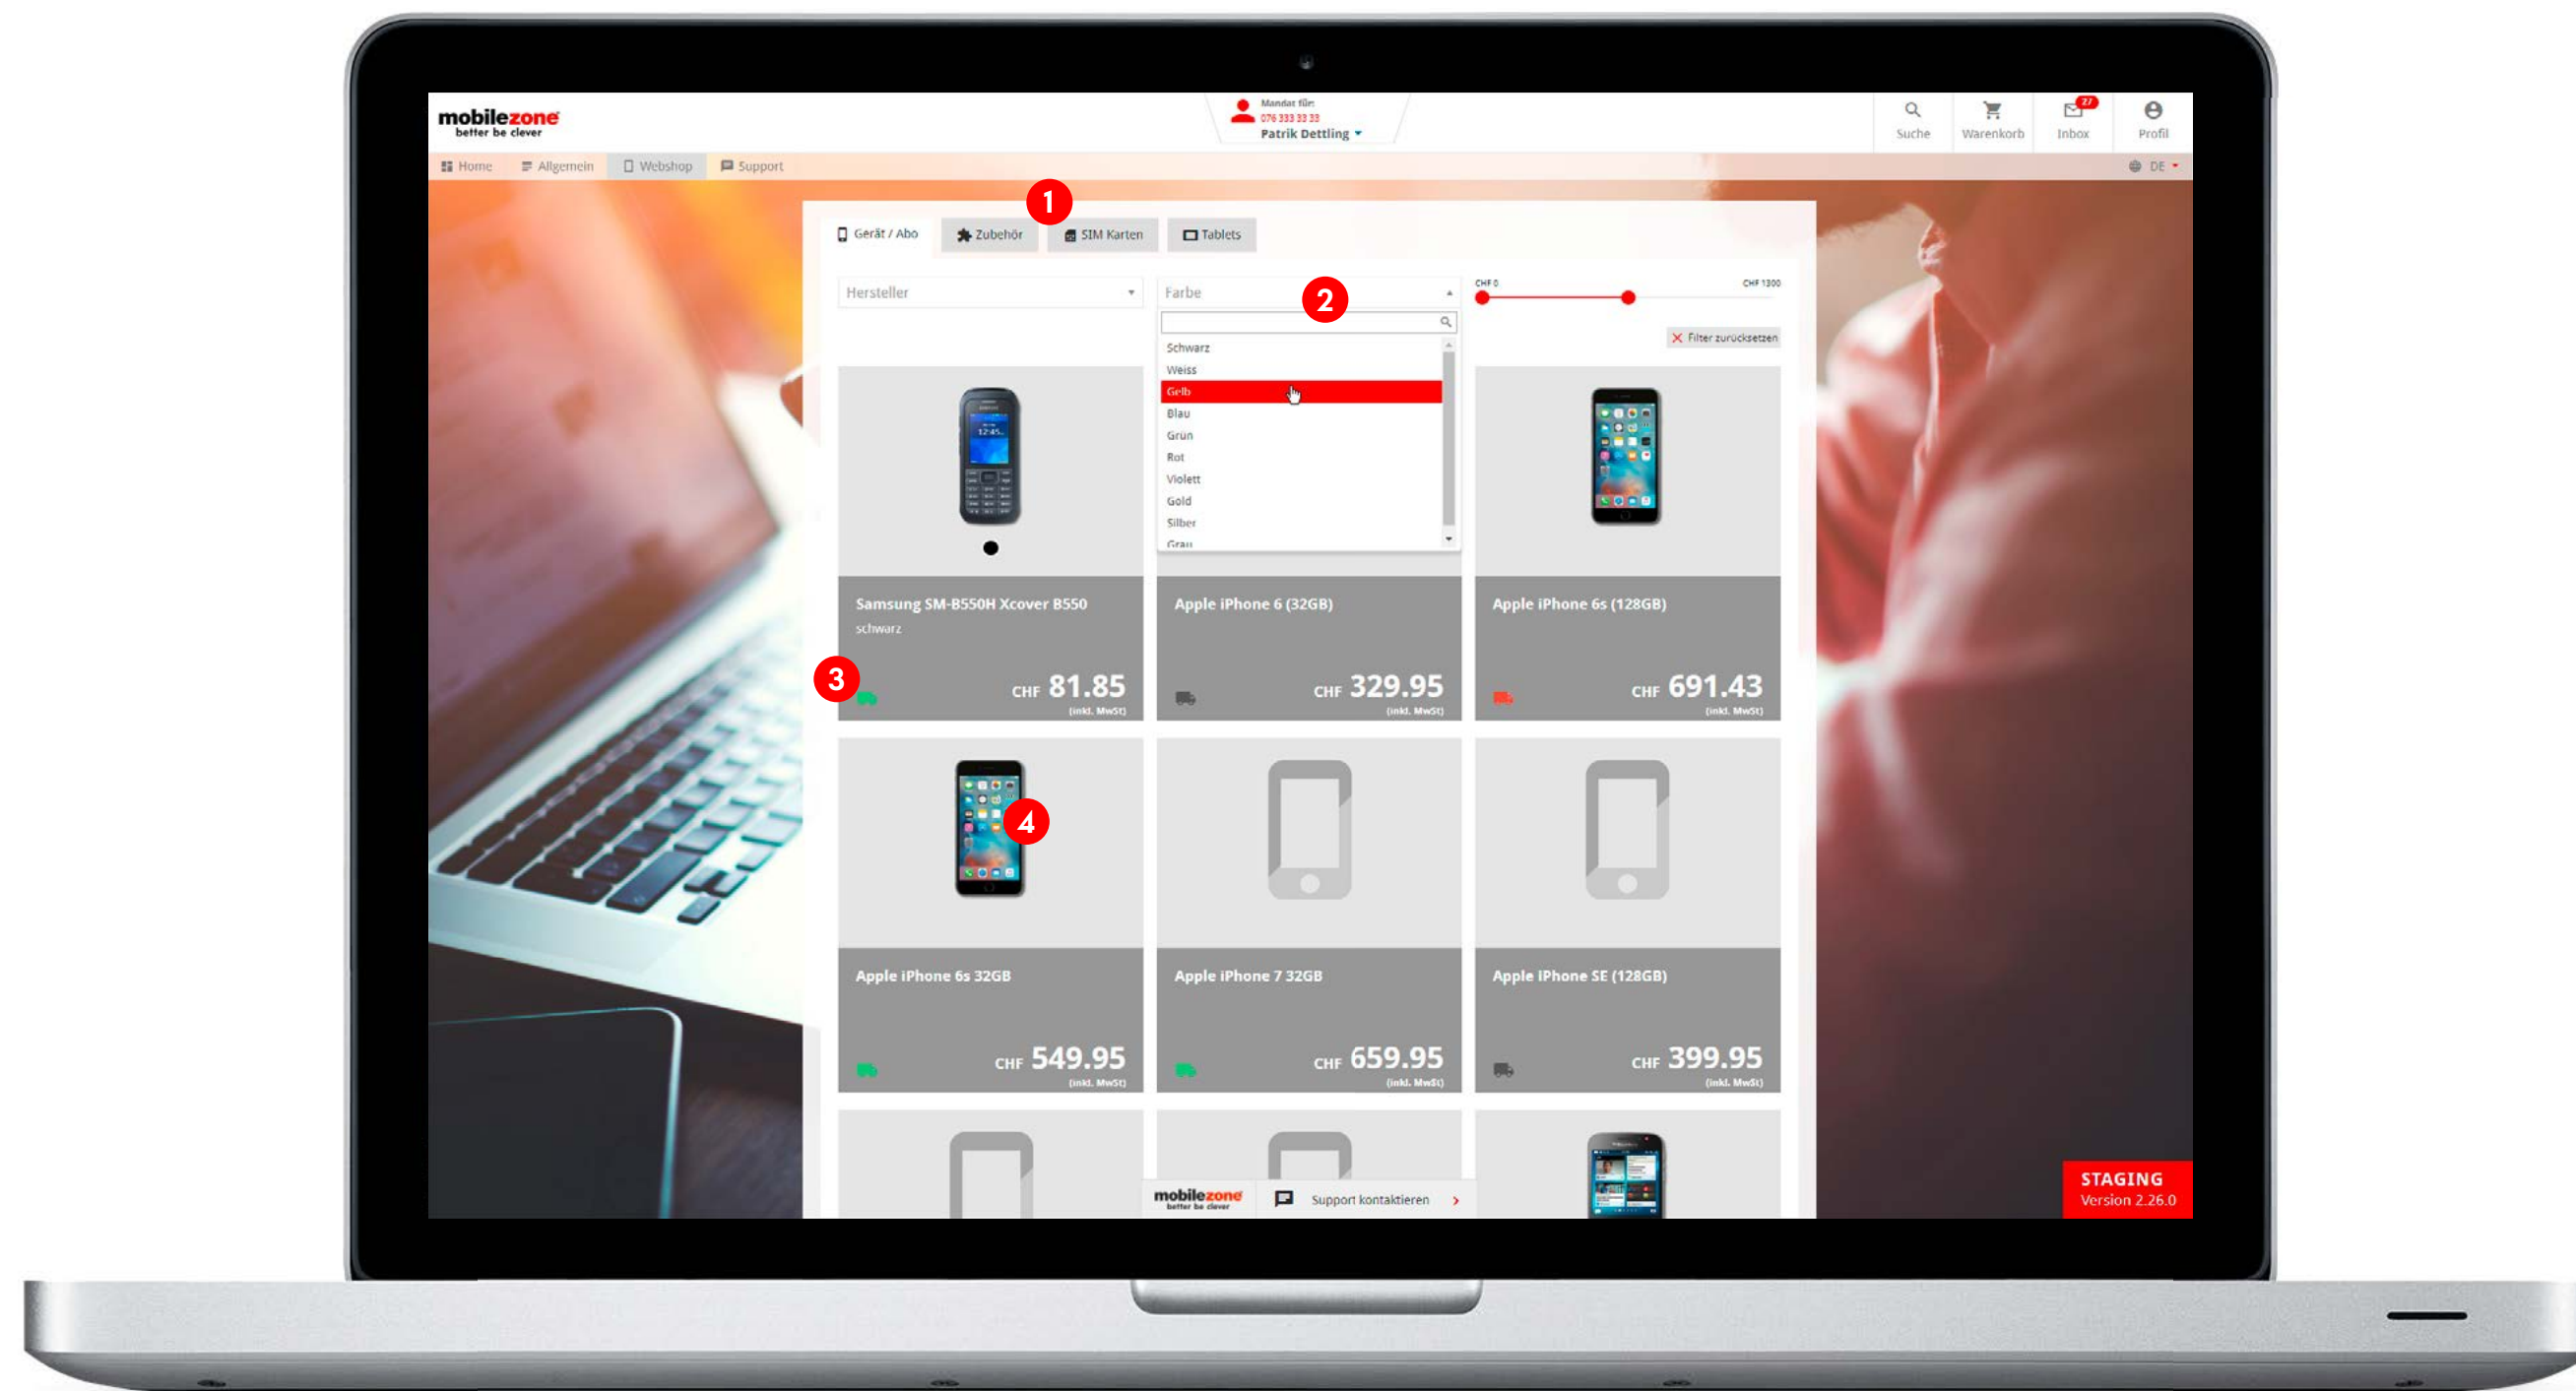 mobilezone
better be clever
Mandat für:
076 333 33 33
Patrik Dettling
Suche
Warenkorb
27
Inbox
Profil
Home
Allgemein
Webshop
Support
DE
1
Gerät / Abo
Zubehör
SIM Karten
Tablets
Hersteller
Farbe
2
CHF 0
CHF 1300
Filter zurücksetzen
Schwarz
Weiss
Gelb
Blau
Grün
Rot
Violett
Gold
Silber
Grau
12:45
Samsung SM-B550H Xcover B550
schwarz
3
CHF 81.85
(inkl. MwSt)
Apple iPhone 6 (32GB)
CHF 329.95
(inkl. MwSt)
Apple iPhone 6s (128GB)
CHF 691.43
(inkl. MwSt)
4
Apple iPhone 6s 32GB
CHF 549.95
(inkl. MwSt)
Apple iPhone 7 32GB
CHF 659.95
(inkl. MwSt)
Apple iPhone SE (128GB)
CHF 399.95
(inkl. MwSt)
mobilezone
better be clever
Support kontaktieren
STAGING
Version 2.26.0